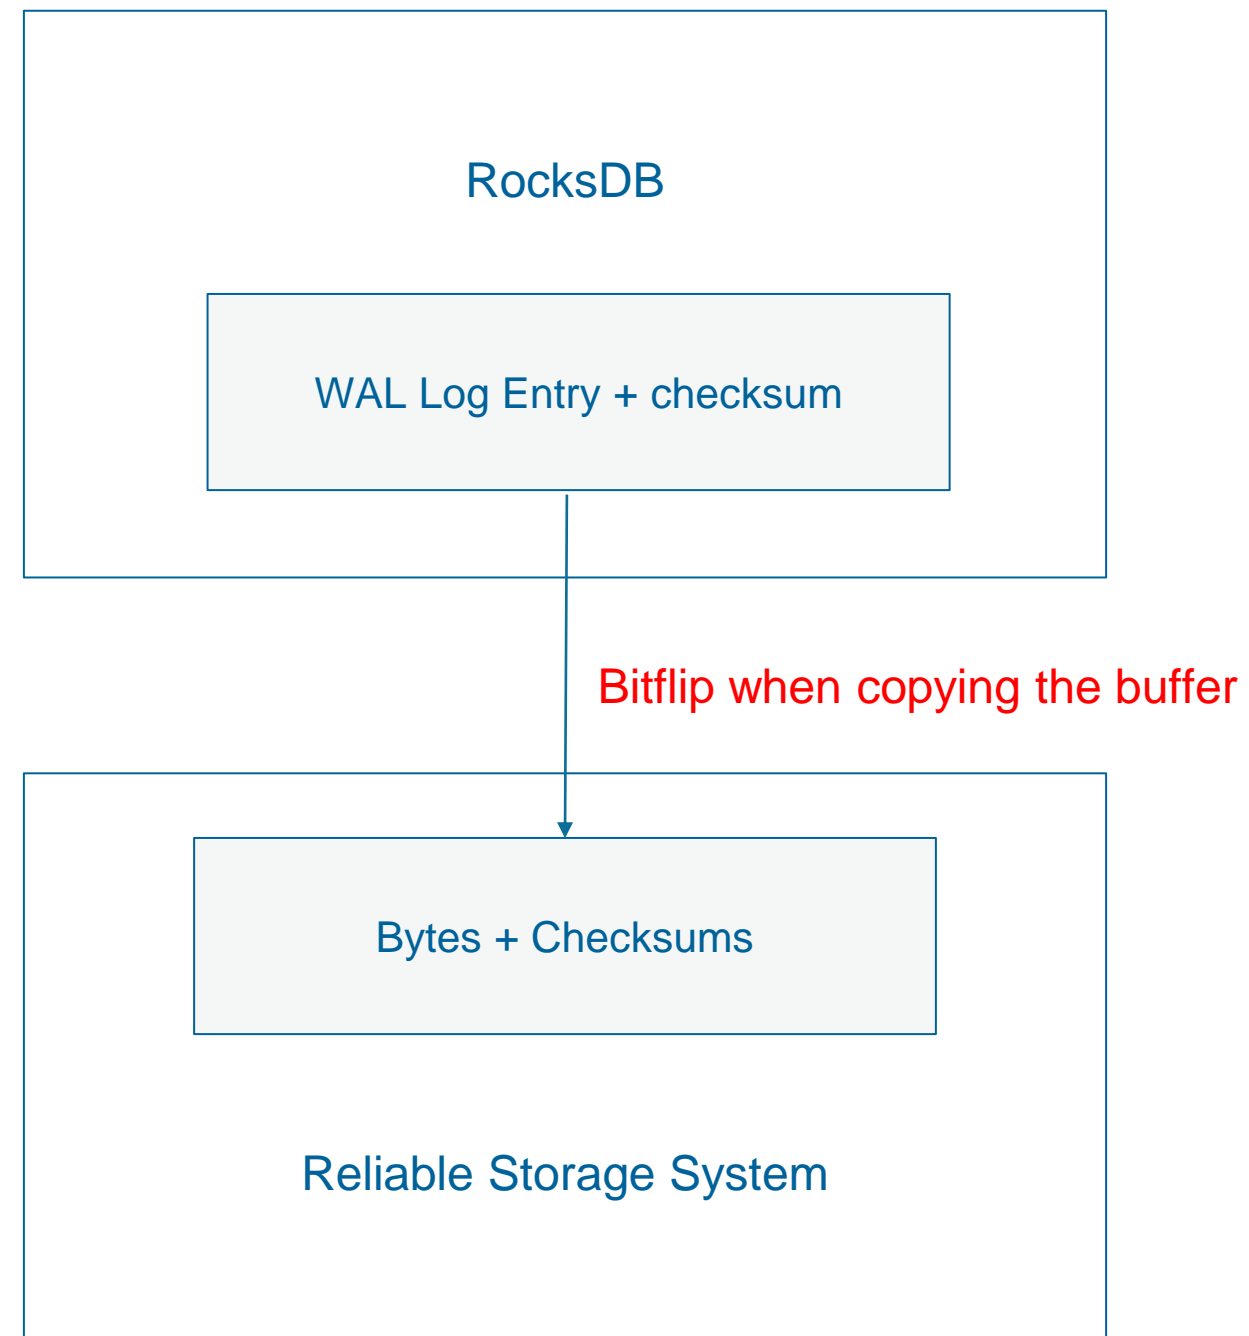 RocksDB
WAL Log Entry + checksum
Bitflip when copying the buffer
Bytes + Checksums
Reliable Storage System